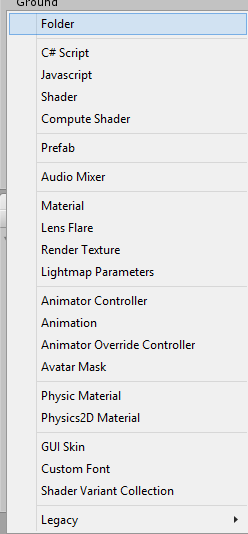 Ground
Folder
C# Script
Javascript
Shader
Compute Shader
Prefab
Audio Mixer
Material
Lens Flare
Render Texture
Lightmap Parameters
Animator Controller
Animation
Animator Override Controller
Avatar Mask
Physic Material
Physics2D Material
GUI Skin
Custom Font
Shader Variant Collection
Legacy